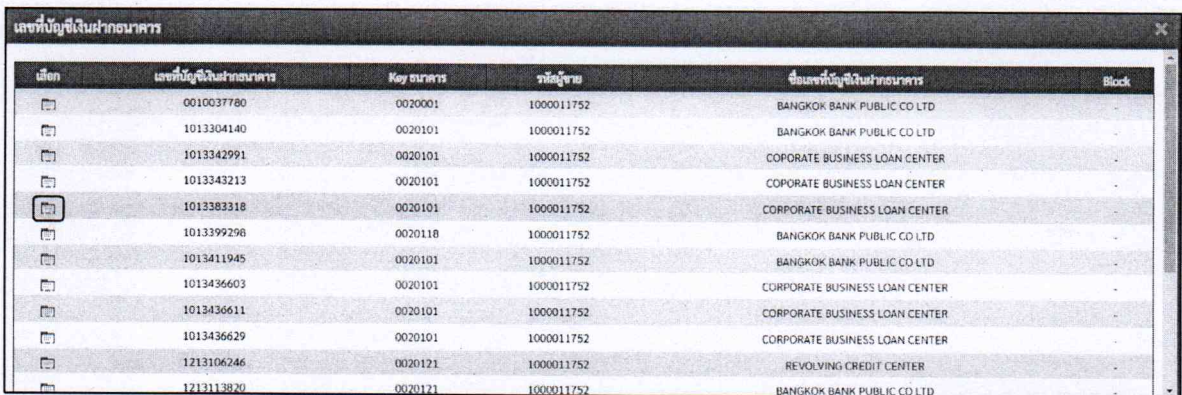 เลขที่บัญชีเงินฝากธนาคาร
เลือก เลขที่บัญชีเงินฝากธนาคาร Key ธนาคาร รหัสผู้ขาย ชื่อเลขที่บัญชีเงินฝากธนาคาร Block
0010037780 0020001 1000011752 BANGKOK BANK PUBLIC CO LTD -
1013304140 0020101 1000011752 BANGKOK BANK PUBLIC CO LTD -
1013342991 0020101 1000011752 COPORATE BUSINESS LOAN CENTER -
1013343213 0020101 1000011752 COPORATE BUSINESS LOAN CENTER -
1013383318 0020101 1000011752 CORPORATE BUSINESS LOAN CENTER -
1013399298 0020118 1000011752 BANGKOK BANK PUBLIC CO LTD -
1013411945 0020101 1000011752 BANGKOK BANK PUBLIC CO LTD -
1013436603 0020101 1000011752 CORPORATE BUSINESS LOAN CENTER -
1013436611 0020101 1000011752 CORPORATE BUSINESS LOAN CENTER -
1013436629 0020101 1000011752 CORPORATE BUSINESS LOAN CENTER -
1213106246 0020121 1000011752 REVOLVING CREDIT CENTER -
1213113820 0020121 1000011752 BANGKOK BANK PUBLIC CO LTD -